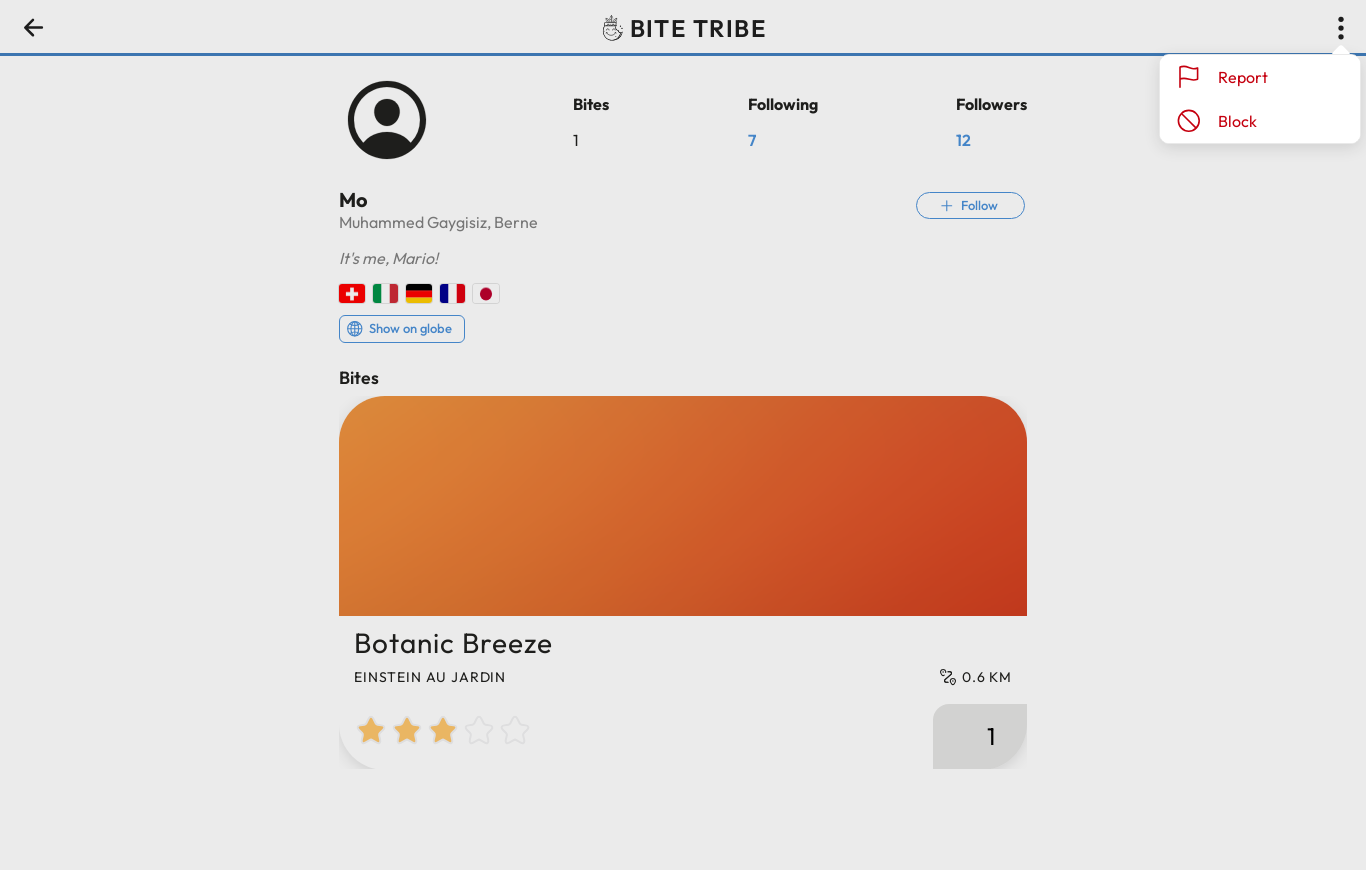 BITE TRIBE
Report
Block
Bites
Following
Followers
1
7
12
Mo
Follow
Muhammed Gaygisiz, Berne
It's me, Mario!
Show on globe
Bites
Botanic Breeze
EINSTEIN AU JARDIN
0.6 KM
1